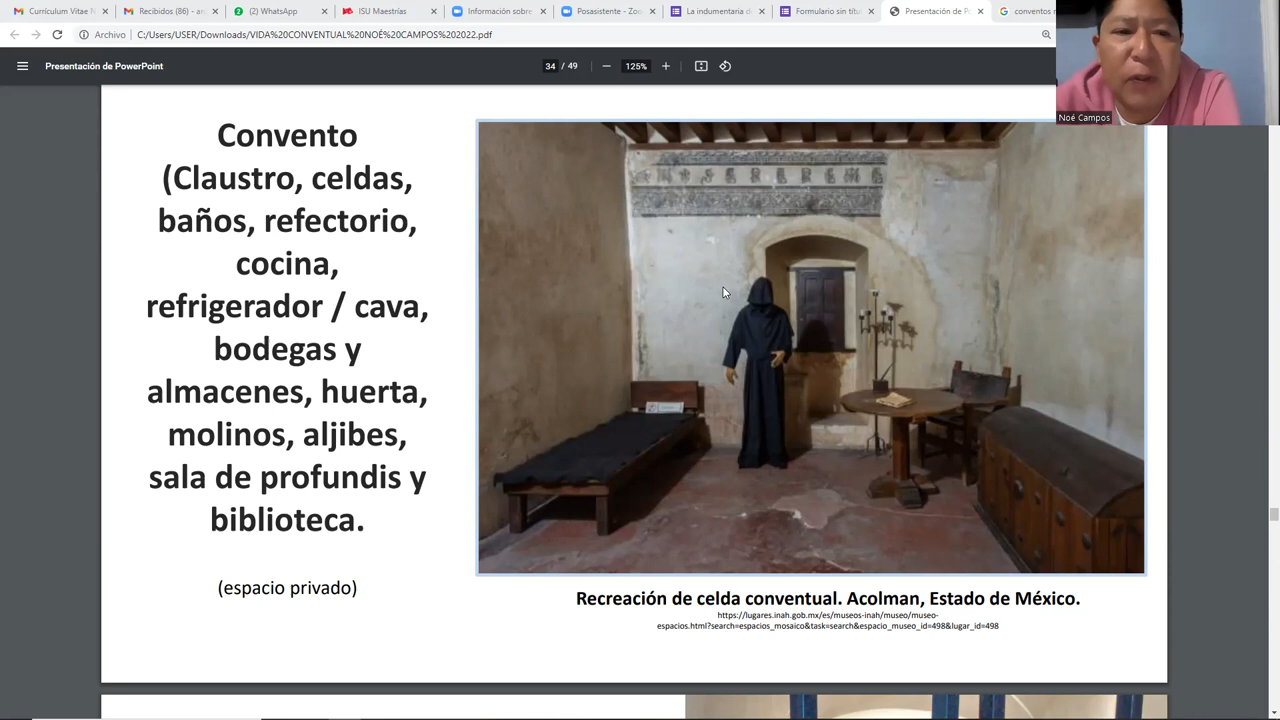 Currículum Vitae N
Recibidos (86) - an
(2) WhatsApp
ISU Maestrías
Información sobre
Posasistente - Zoo
La indumentaria de
Formulario sin títu
Presentación de Po
conventos m
Archivo
C:/Users/USER/Downloads/VIDA%20CONVENTUAL%20NOÉ%20CAMPOS%202022.pdf
Presentación de PowerPoint
34 / 49
125%
Noé Campos
Convento
(Claustro, celdas,
baños, refectorio,
cocina,
refrigerador / cava,
bodegas y
almacenes, huerta,
molinos, aljibes,
sala de profundis y
biblioteca.
(espacio privado)
Recreación de celda conventual. Acolman, Estado de México.
https://lugares.inah.gob.mx/es/museos-inah/museo/museo-
espacios.html?search=espacios_mosaico&task=search&espacio_museo_id=498&lugar_id=498